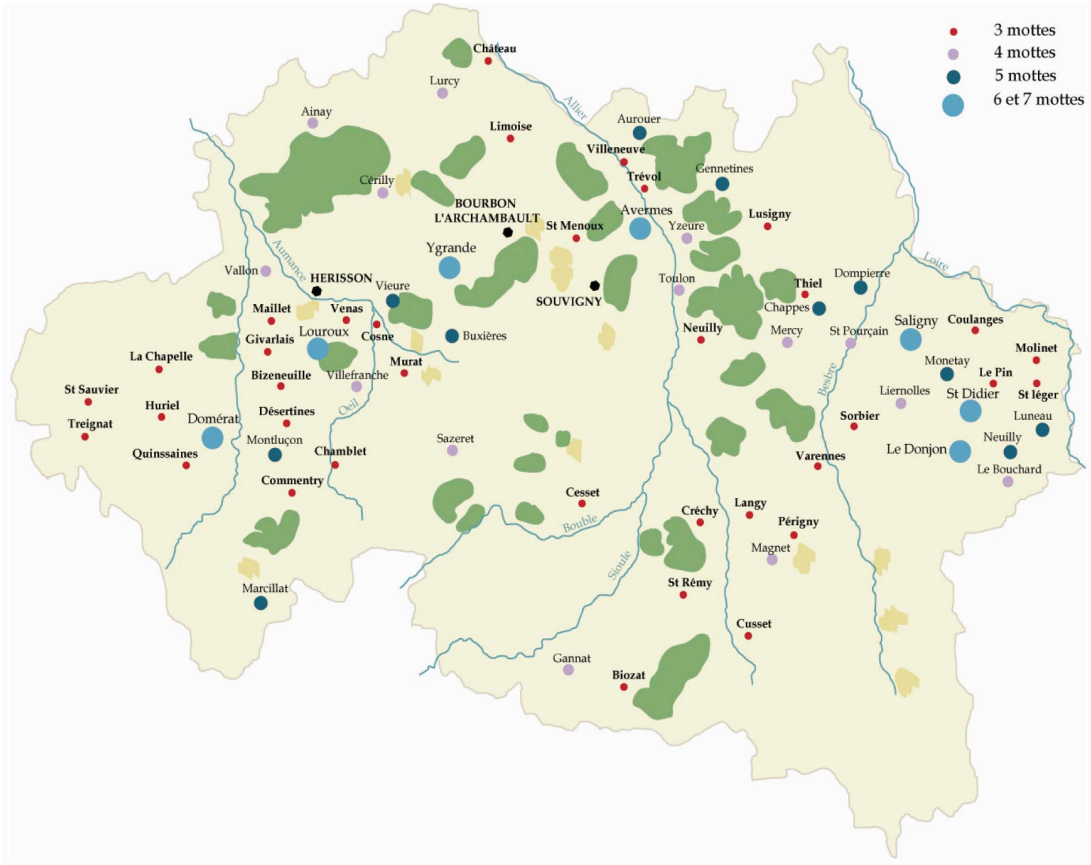 3 mottes
4 mottes
5 mottes
6 et 7 mottes
Château
Lurcy
Ainay
Allier
Limoise
Aurouer
Villeneuve
Gennetines
Trévol
Cérilly
BOURBON
L'ARCHAMBAULT
Avermes
St Menoux
Yzeure
Lusigny
Aumance
Ygrande
Loire
Vallon
HERISSON
Vieure
SOUVIGNY
Toulon
Thiel
Dompierre
Chappes
Maillet
Venas
Louroux
Cosne
Buxières
Neuilly
Mercy
St Pourçain
Saligny
Coulanges
Givarlais
La Chapelle
Murat
Molinet
Monetay
Le Pin
Bizeneuille
Villefranche
Besbre
St Sauvier
Liernolles
St Didier
St léger
Huriel
Désertines
Oeil
Treignat
Domérat
Sorbier
Luneau
Montluçon
Sazeret
Le Donjon
Neuilly
Quinssaines
Chamblet
Varennes
Le Bouchard
Commentry
Cesset
Langy
Créchy
Périgny
Bouble
Magnet
Sioule
St Rémy
Marcillat
Cusset
Gannat
Biozat